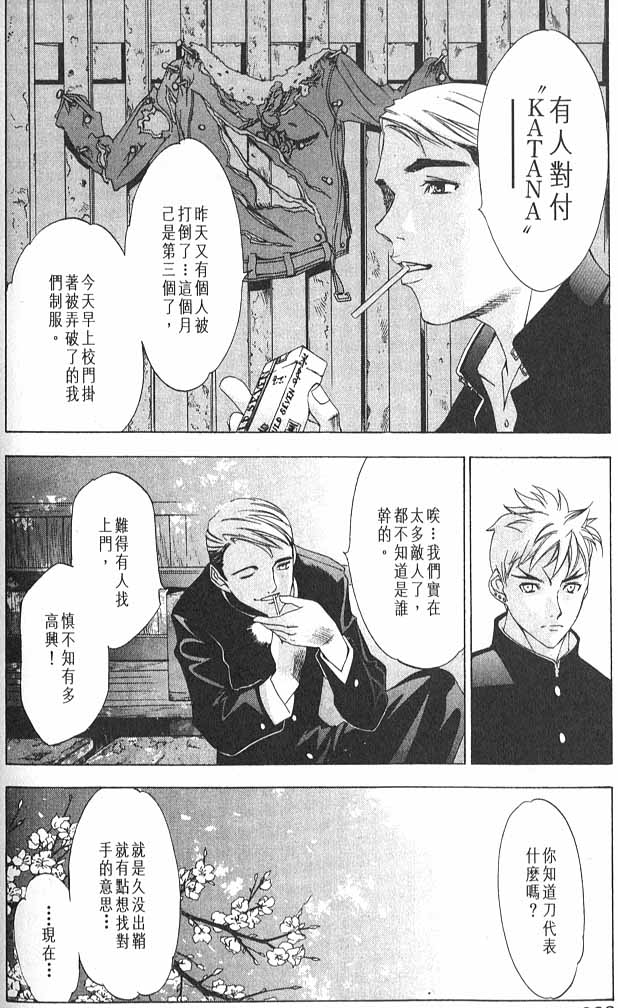 有人對付
〝KATANA〞
昨天又有個人被
打倒了…這個月
己是第三個了，
今天早上校門掛
著被弄破了的我
們制服。
唉…我們實在
太多敵人了，
都不知道是誰
幹的。
難得有人找
上門，
慎不知有多
高興！
你知道刀代表
什麼嗎？
就是久没出鞘
就有點想找對
手的意思…
……現在…